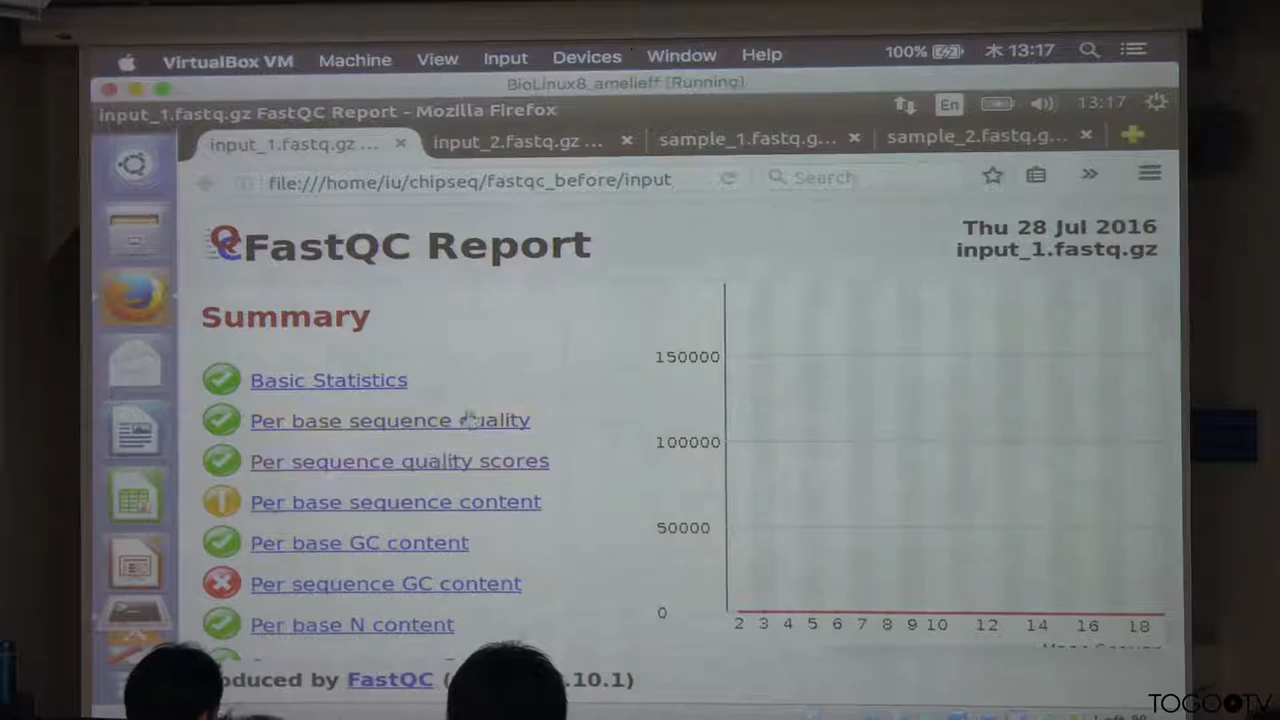 VirtualBox VM Machine View Input Devices Window Help 100% 木 13:17
BioLinux8_amelieff [Running]
input_1.fastq.gz FastQC Report - Mozilla Firefox En 13:17
input_1.fastq.gz ... × input_2.fastq.gz ... × sample_1.fastq.g... × sample_2.fastq.g... ×
file:///home/iu/chipseq/fastqc_before/input Search
FastQC Report
Thu 28 Jul 2016
input_1.fastq.gz
Summary
Basic Statistics
Per base sequence quality
Per sequence quality scores
Per base sequence content
Per base GC content
Per sequence GC content
Per base N content
150000
100000
50000
0
2 3 4 5 6 7 8 9 10 12 14 16 18
oduced by FastQC ( .10.1)
TOGOTV